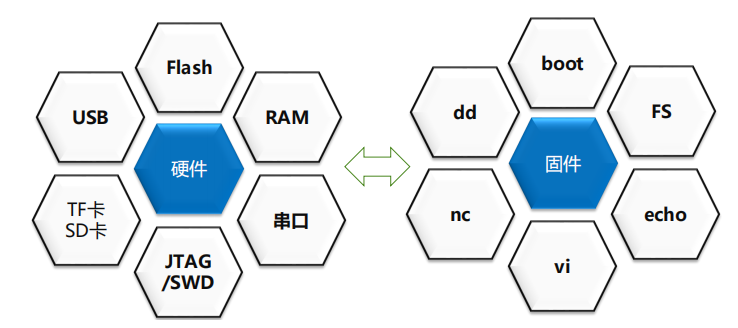 Flash
USB
RAM
硬件
TF卡
SD卡
串口
JTAG
/SWD
boot
dd
FS
固件
nc
echo
vi